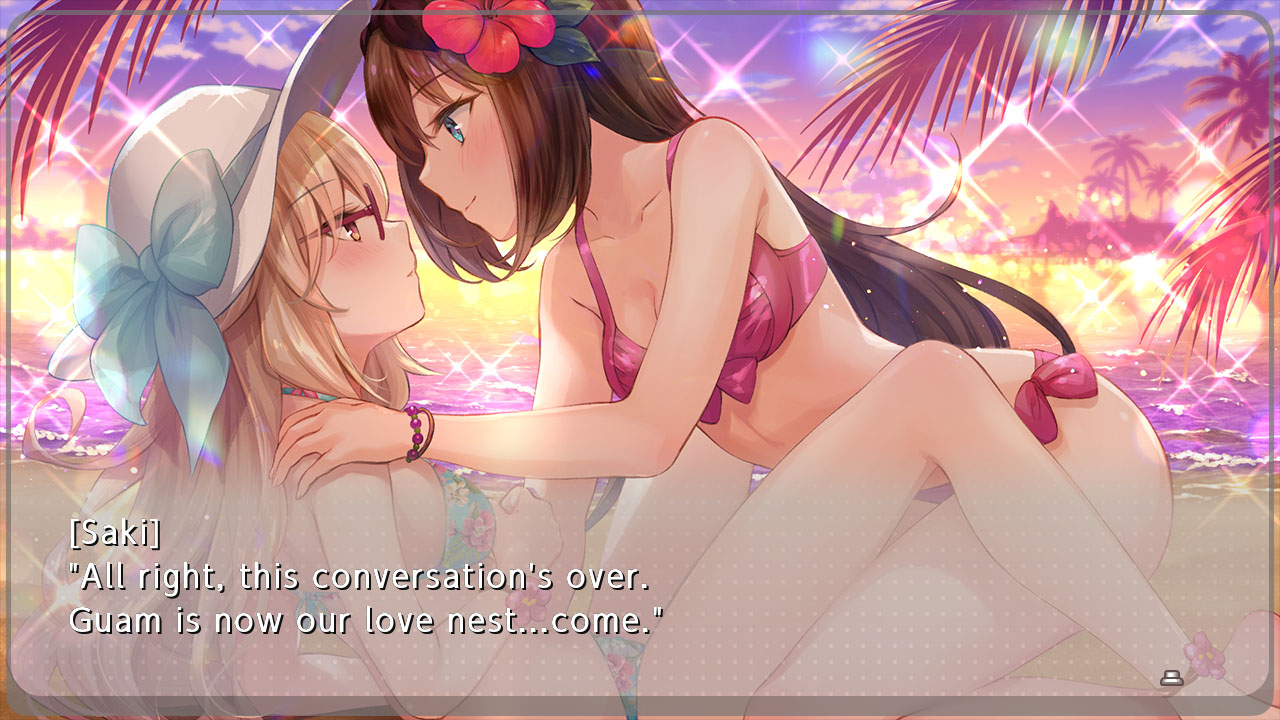 [Saki]
"All right, this conversation's over.
Guam is now our love nest...come."